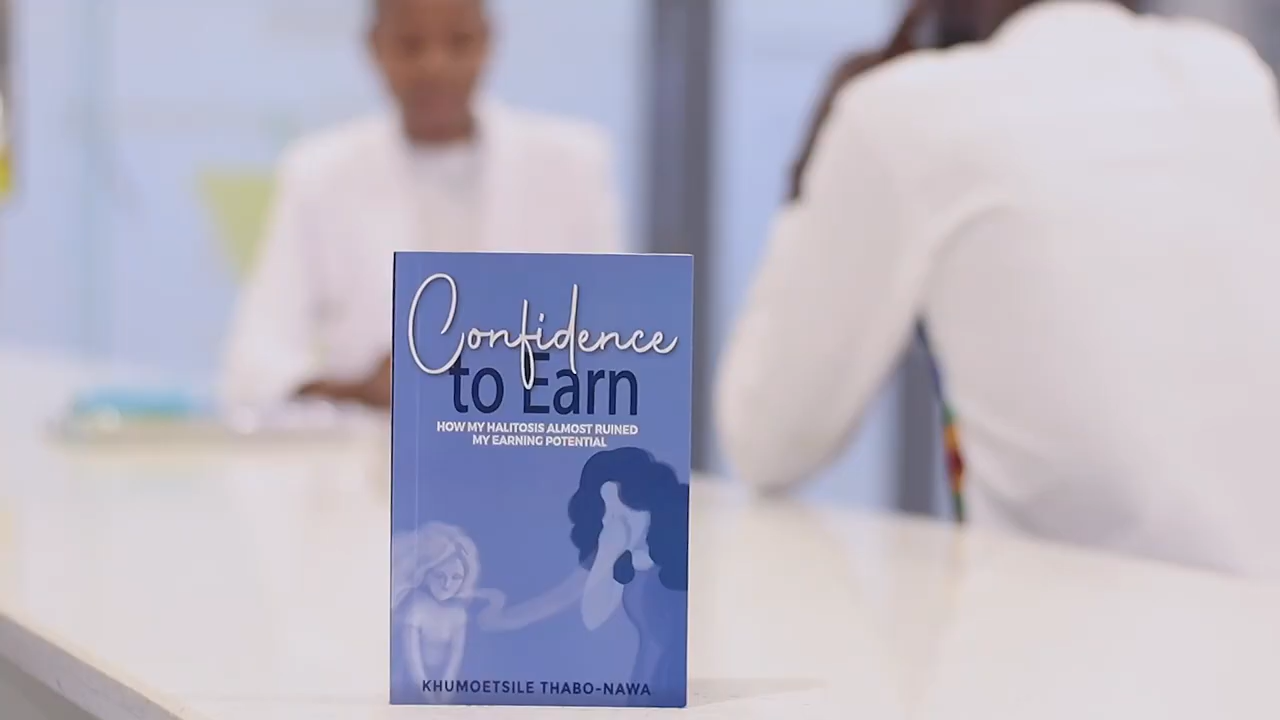 Confidence
to Earn
HOW MY HALITOSIS ALMOST RUINED
MY EARNING POTENTIAL
KHUMOETSILE THABO-NAWA